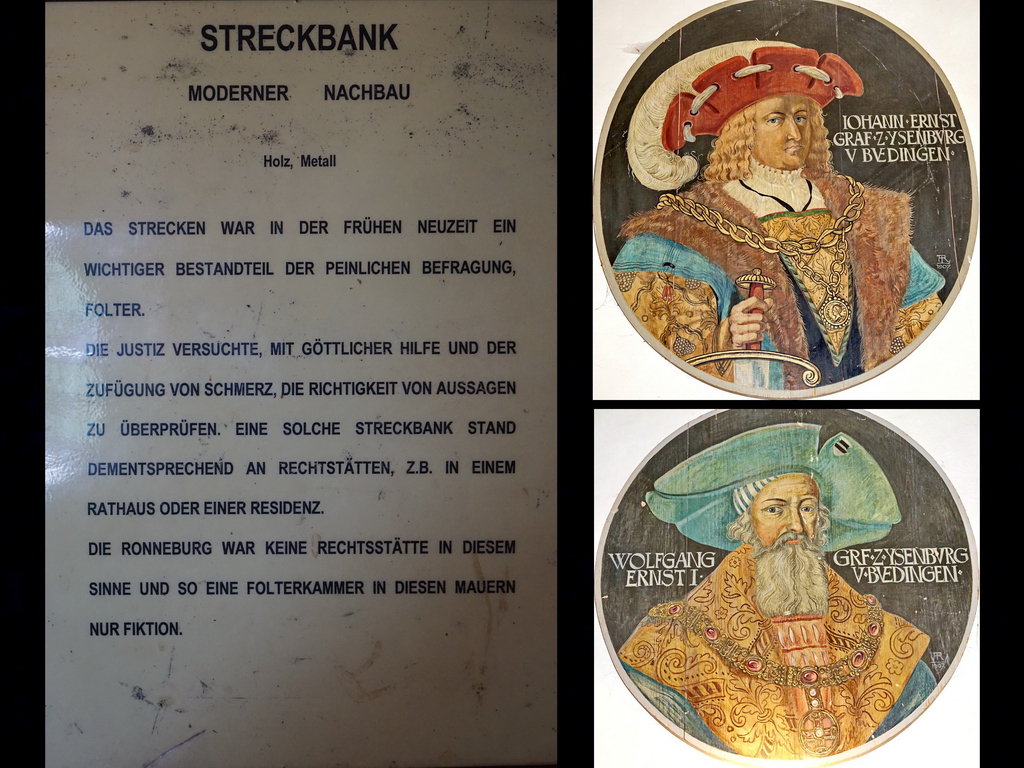 STRECKBANK
MODERNER NACHBAU
Holz, Metall
DAS STRECKEN WAR IN DER FRÜHEN NEUZEIT EIN
WICHTIGER BESTANDTEIL DER PEINLICHEN BEFRAGUNG,
FOLTER.
DIE JUSTIZ VERSUCHTE, MIT GÖTTLICHER HILFE UND DER
ZUFÜGUNG VON SCHMERZ, DIE RICHTIGKEIT VON AUSSAGEN
ZU ÜBERPRÜFEN. EINE SOLCHE STRECKBANK STAND
DEMENTSPRECHEND AN RECHTSTÄTTEN, Z.B. IN EINEM
RATHAUS ODER EINER RESIDENZ.
DIE RONNEBURG WAR KEINE RECHTSSTÄTTE IN DIESEM
SINNE UND SO EINE FOLTERKAMMER IN DIESEN MAUERN
NUR FIKTION.
IOHANN·ERNST
GRAF·Z·YSENBVRG
V BVEDINGEN·
WOLFGANG
ERNST I·
GRF·Z·YSENBVRG
V·BVEDINGEN·